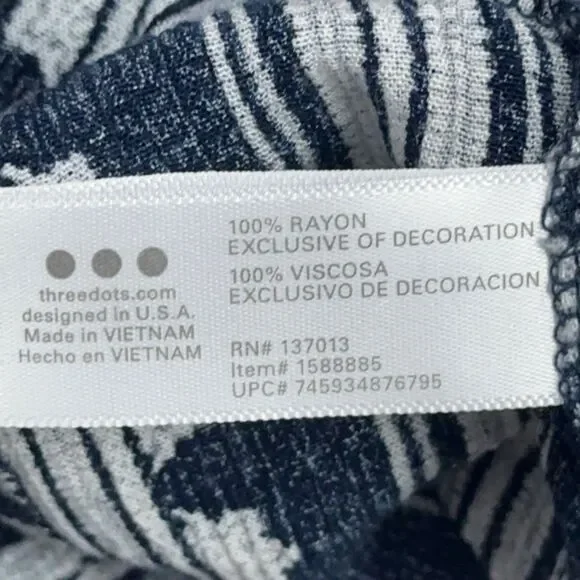 threedots.com
designed in U.S.A.
Made in VIETNAM
Hecho en VIETNAM
100% RAYON
EXCLUSIVE OF DECORATION
100% VISCOSA
EXCLUSIVO DE DECORACION
RN# 137013
Item# 1588885
UPC# 745934876795